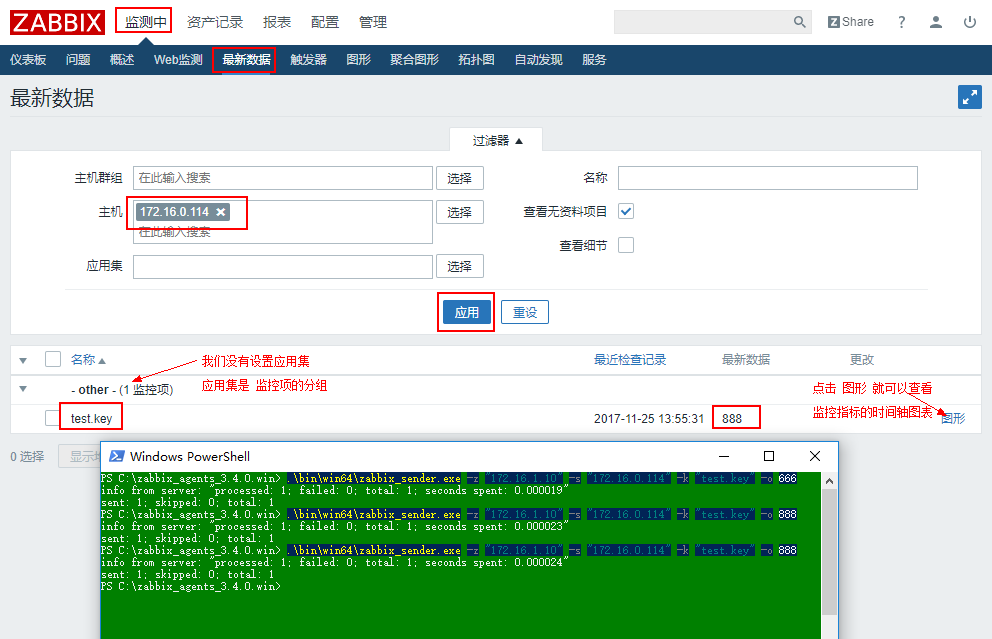 ZABBIX 监测中 资产记录 报表 配置 管理 Z Share ?
仪表板 问题 概述 Web监测 最新数据 触发器 图形 聚合图形 拓扑图 自动发现 服务
最新数据
过滤器 ▲
主机群组 在此输入搜索 选择 名称
主机 172.16.0.114 × 选择 查看无资料项目
在此输入搜索
查看细节
应用集 选择
应用 重设
名称 ▲ 最近检查记录 最新数据 更改
我们没有设置应用集
应用集是 监控项的分组
- other - (1 监控项)
点击 图形 就可以查看
监控指标的时间轴图表
test.key 2017-11-25 13:55:31 888 图形
0 选择
Windows PowerShell
PS C:\zabbix_agents_3.4.0.win> .\bin\win64\zabbix_sender.exe -z "172.16.1.10" -s "172.16.0.114" -k "test.key" -o 666
info from server: "processed: 1; failed: 0; total: 1; seconds spent: 0.000019"
sent: 1; skipped: 0; total: 1
PS C:\zabbix_agents_3.4.0.win> .\bin\win64\zabbix_sender.exe -z "172.16.1.10" -s "172.16.0.114" -k "test.key" -o 888
info from server: "processed: 1; failed: 0; total: 1; seconds spent: 0.000023"
sent: 1; skipped: 0; total: 1
PS C:\zabbix_agents_3.4.0.win> .\bin\win64\zabbix_sender.exe -z "172.16.1.10" -s "172.16.0.114" -k "test.key" -o 888
info from server: "processed: 1; failed: 0; total: 1; seconds spent: 0.000024"
sent: 1; skipped: 0; total: 1
PS C:\zabbix_agents_3.4.0.win>